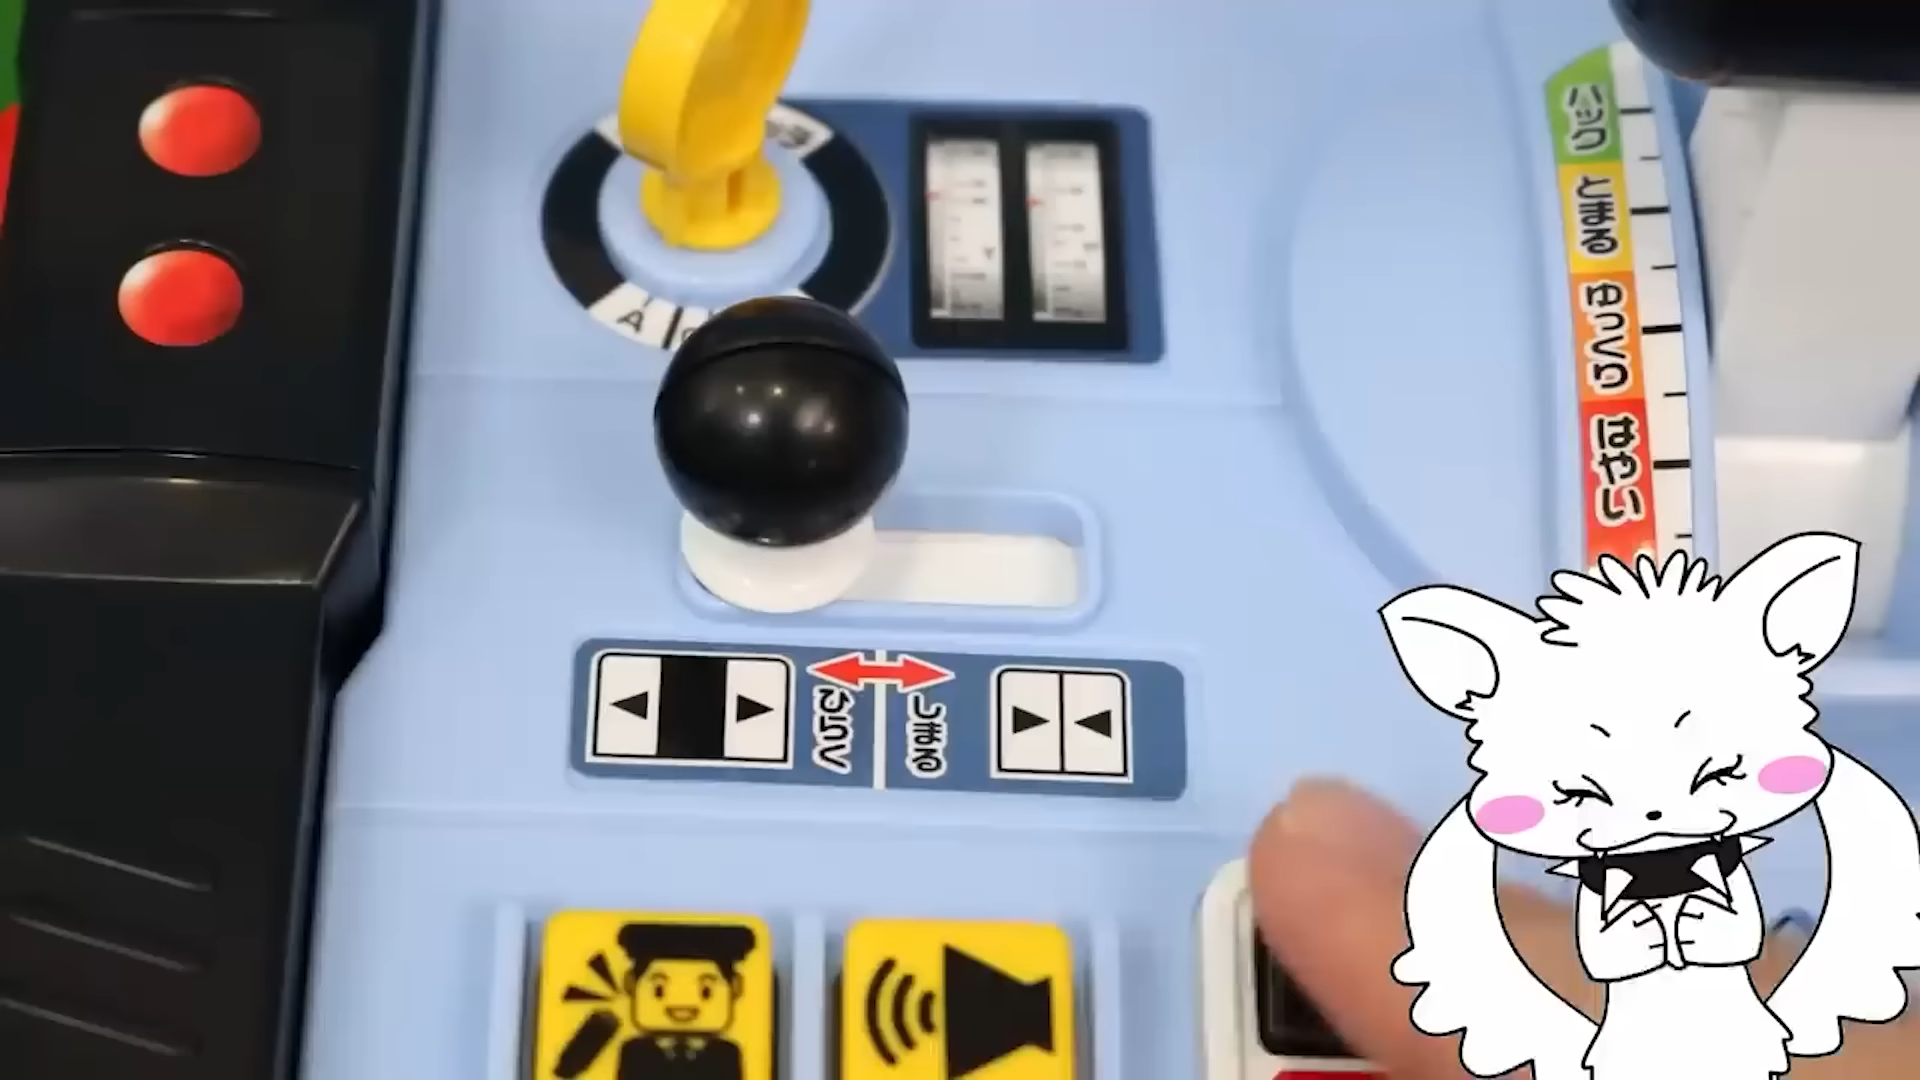 A
バック
とまる
ゆっくり
はやい
ひらく
しまる